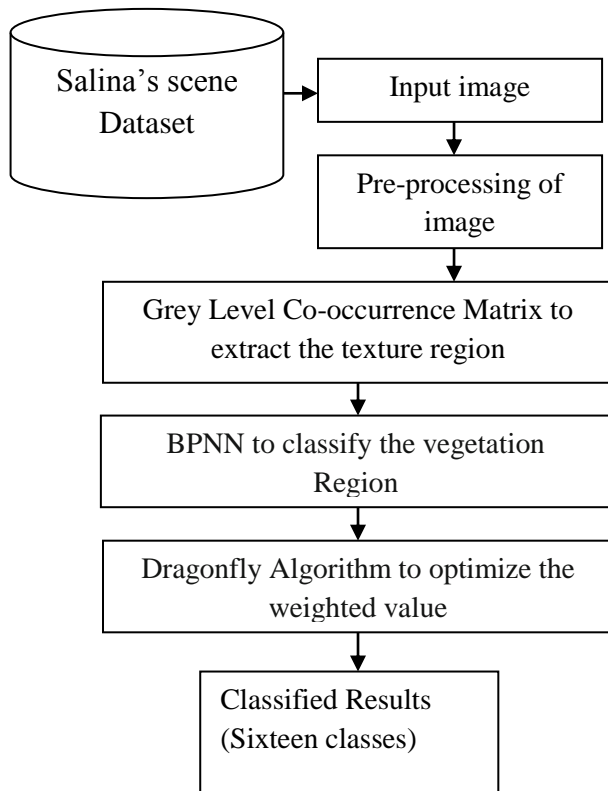 Salina’s scene
Dataset
Input image
Pre-processing of
image
Grey Level Co-occurrence Matrix to
extract the texture region
BPNN to classify the vegetation
Region
Dragonfly Algorithm to optimize the
weighted value
Classified Results
(Sixteen classes)